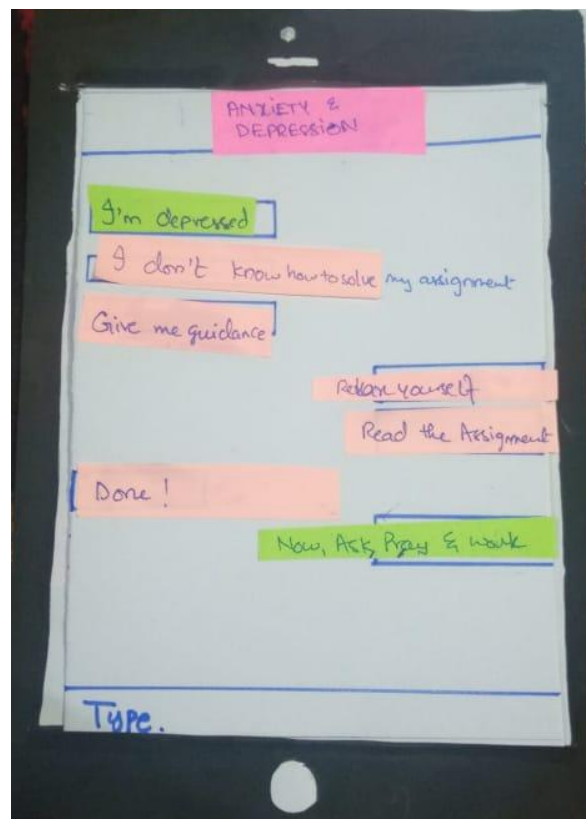 ANXIETY &
DEPRESSION
I'm depressed
I don't know how to solve my assignment
Give me guidance
yourself
Read the Assignment
Done!
Now, Ask, Pray & work
Type.